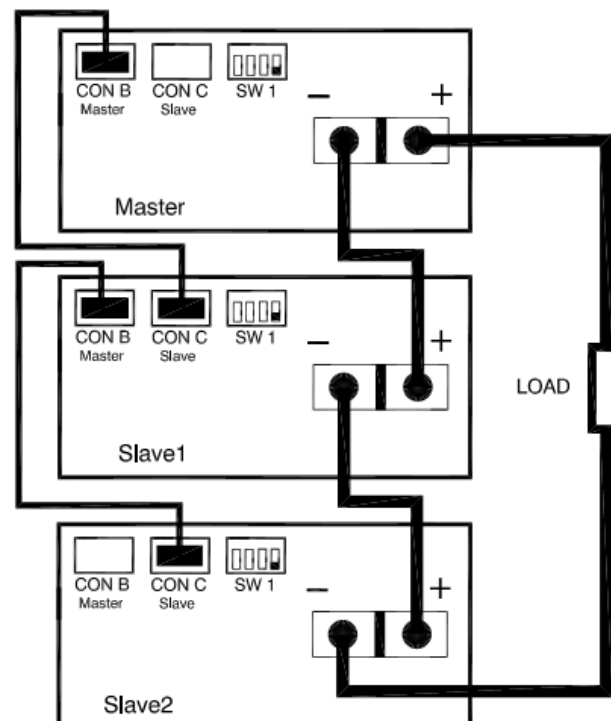 CON B CON C SW 1
Master Slave
− +
Master
CON B CON C SW 1
Master Slave
− +
LOAD
Slave1
CON B CON C SW 1
Master Slave
− +
Slave2